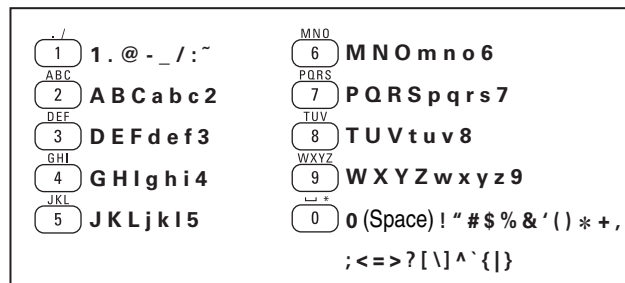 . /
1 1 . @ - _ / : ˜
ABC
2 A B C a b c 2
DEF
3 D E F d e f 3
GHI
4 G H I g h i 4
JKL
5 J K L j k l 5
MNO
6 M N O m n o 6
PQRS
7 P Q R S p q r s 7
TUV
8 T U V t u v 8
WXYZ
9 W X Y Z w x y z 9
␣ *
0 0 (Space) ! “ # $ % & ‘ ( ) * + ,
; < = > ? [ \ ] ^ ` { | }